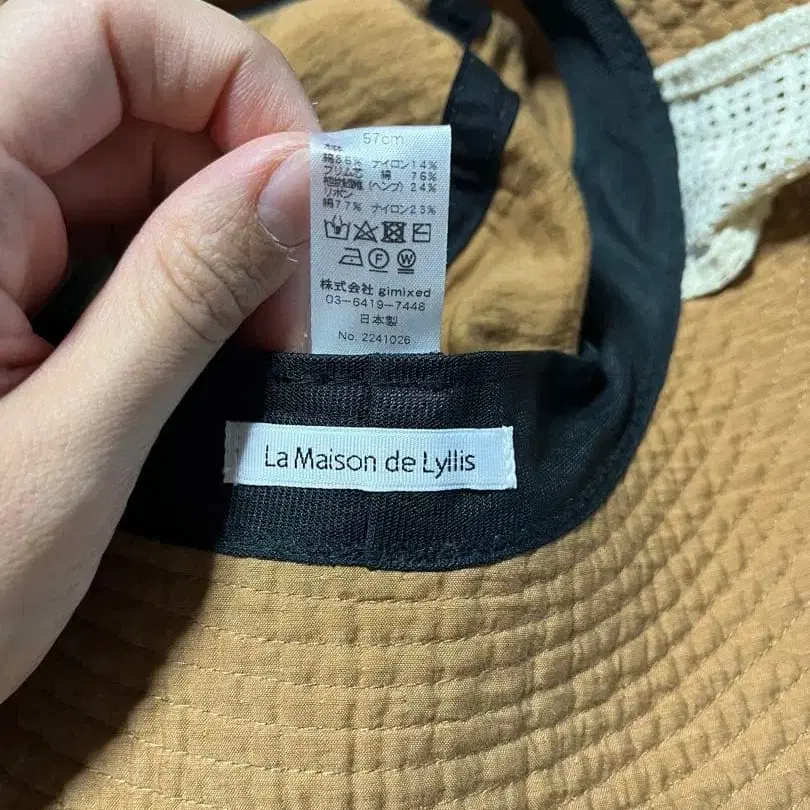 57cm
表地
綿86% ナイロン14%
ブリム芯 綿 76%
指定外繊維(ヘンプ)24%
リボン
綿77% ナイロン23%
F W
株式会社 gimixed
03-6419-7448
日本製
No. 2241026
La Maison de Lyllis